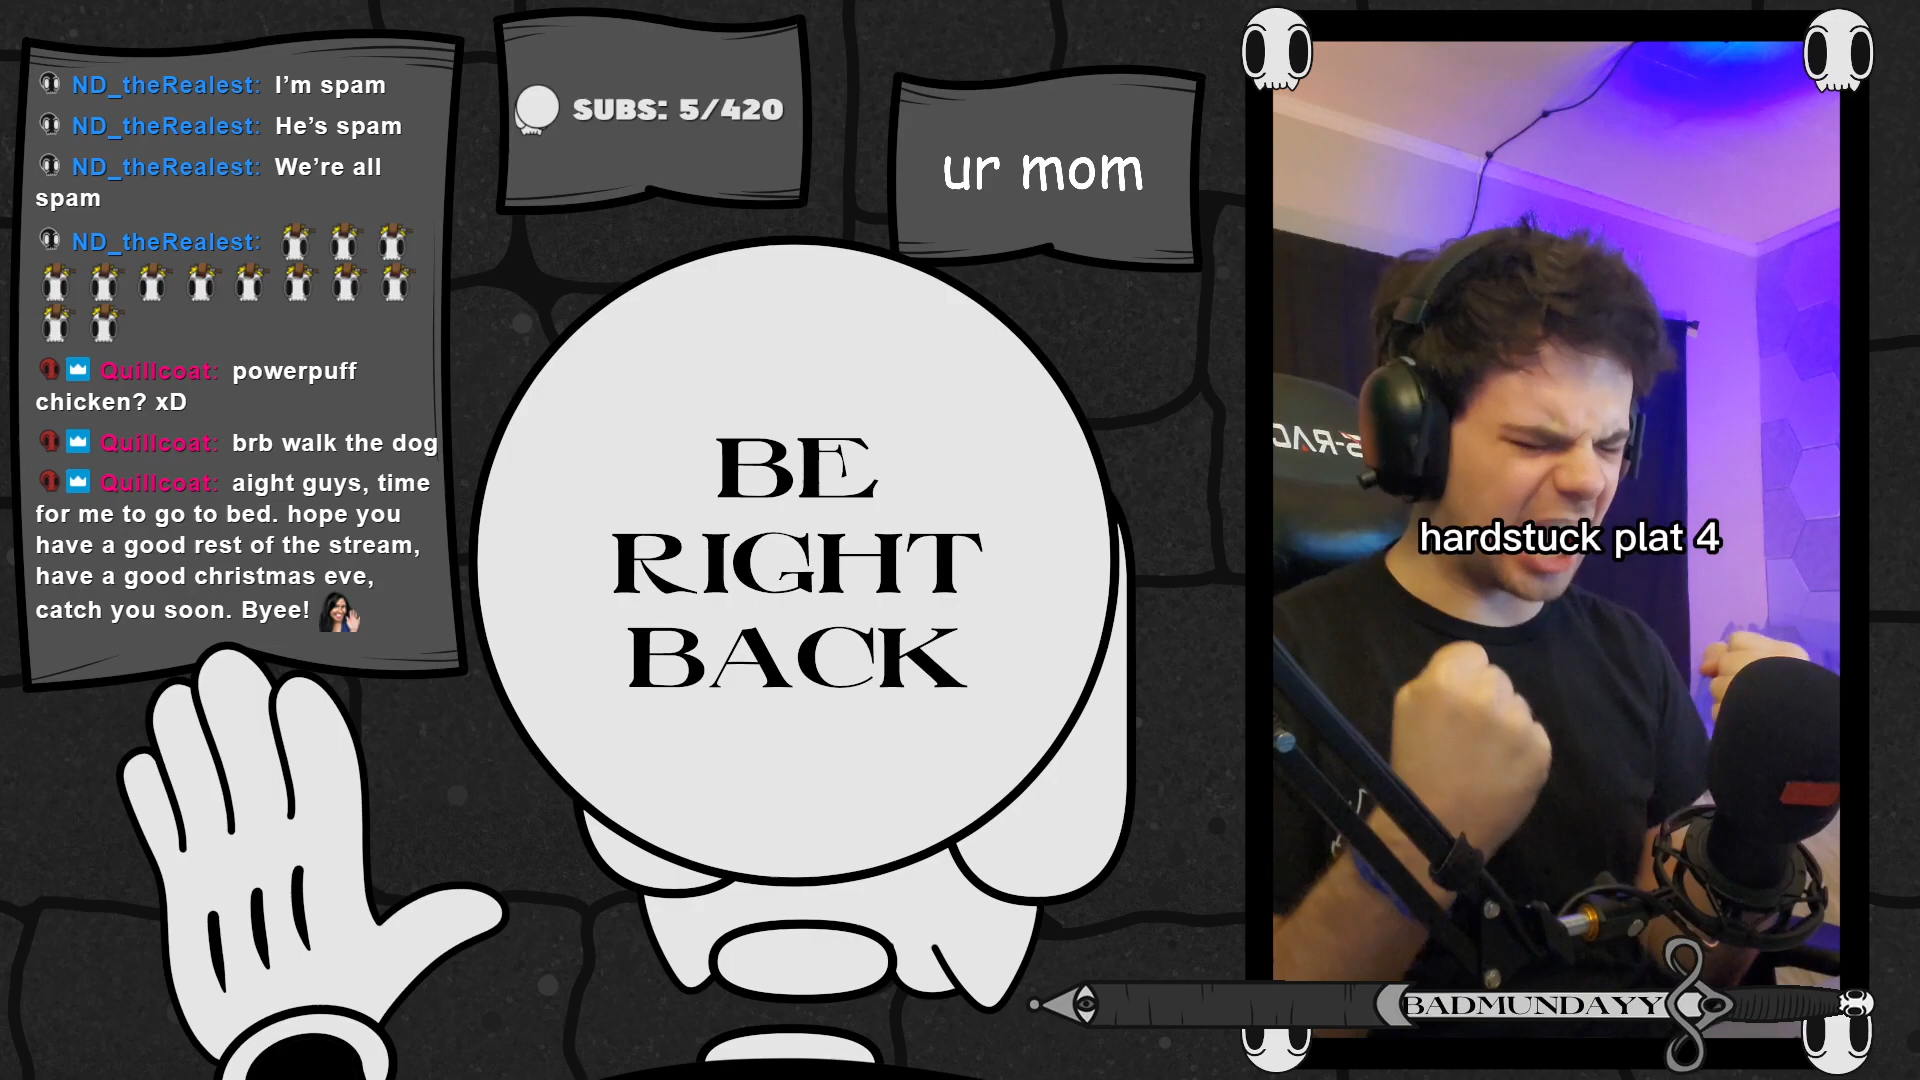 ND_theRealest: I’m spam
ND_theRealest: He’s spam
ND_theRealest: We’re all
spam
ND_theRealest:
Quillcoat: powerpuff
chicken? xD
Quillcoat: brb walk the dog
Quillcoat: aight guys, time
for me to go to bed. hope you
have a good rest of the stream,
have a good christmas eve,
catch you soon. Byee!
SUBS: 5/420
ur mom
BE
RIGHT
BACK
hardstuck plat 4
BADMUNDAYY